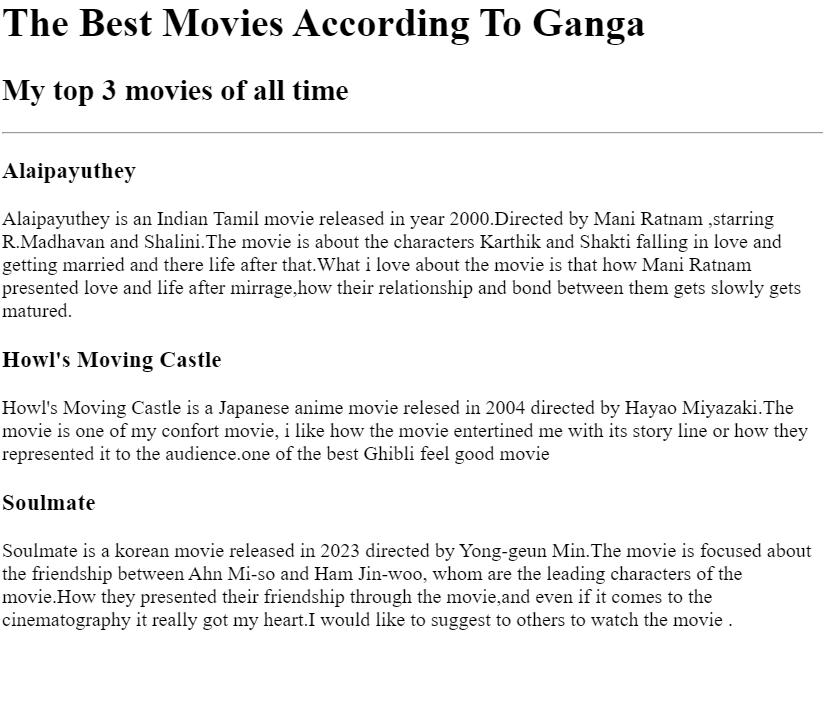 The Best Movies According To Ganga
My top 3 movies of all time
Alaipayuthey
Alaipayuthey is an Indian Tamil movie released in year 2000.Directed by Mani Ratnam ,starring
R.Madhavan and Shalini.The movie is about the characters Karthik and Shakti falling in love and
getting married and there life after that.What i love about the movie is that how Mani Ratnam
presented love and life after mirrage,how their relationship and bond between them gets slowly gets
matured.
Howl's Moving Castle
Howl's Moving Castle is a Japanese anime movie relesed in 2004 directed by Hayao Miyazaki.The
movie is one of my confort movie, i like how the movie entertined me with its story line or how they
represented it to the audience.one of the best Ghibli feel good movie
Soulmate
Soulmate is a korean movie released in 2023 directed by Yong-geun Min.The movie is focused about
the friendship between Ahn Mi-so and Ham Jin-woo, whom are the leading characters of the
movie.How they presented their friendship through the movie,and even if it comes to the
cinematography it really got my heart.I would like to suggest to others to watch the movie .